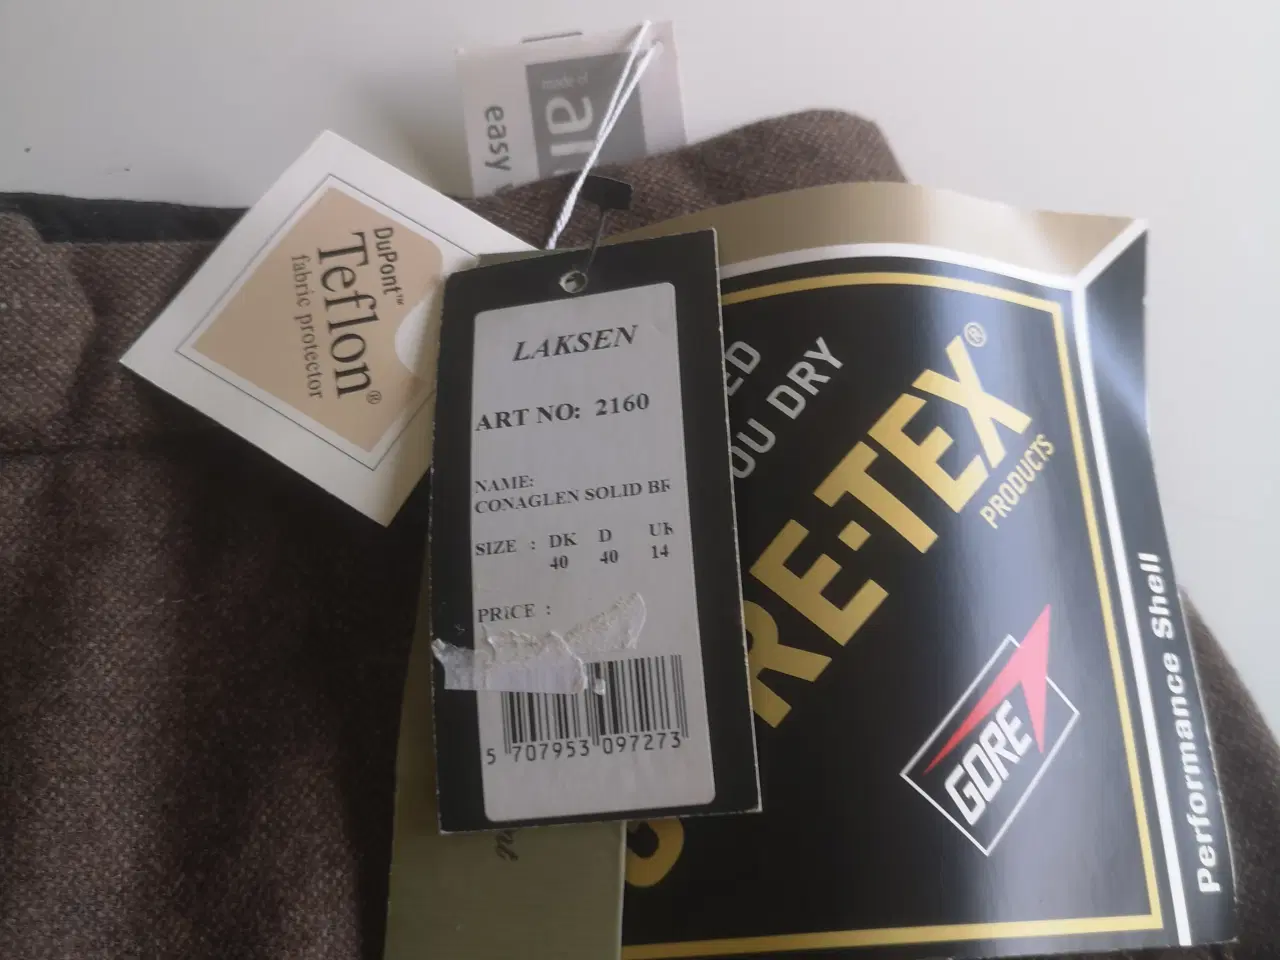 made of
easy
DuPont™
Teflon®
fabric protector
LAKSEN
ART NO: 2160
NAME:
CONAGLEN SOLID BR
SIZE : DK D UK
40 40 14
PRICE :
5 707953 097273
OU DRY
RE-TEX®
PRODUCTS
GORE
Performance Shell